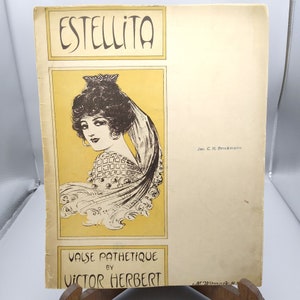 ESTELLITA
VALSE PATHETIQUE
BY
VICTOR HERBERT